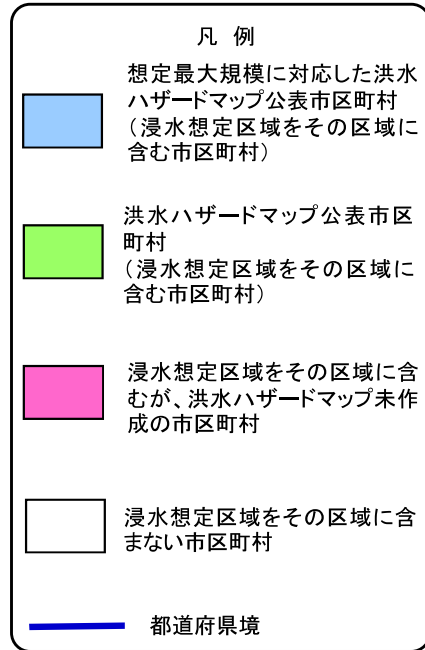 凡 例
想定最大規模に対応した洪水
ハザードマップ公表市区町村
（浸水想定区域をその区域に
含む市区町村）
洪水ハザードマップ公表市区
町村
（浸水想定区域をその区域に
含む市区町村）
浸水想定区域をその区域に含
むが、洪水ハザードマップ未作
成の市区町村
浸水想定区域をその区域に含
まない市区町村
都道府県境